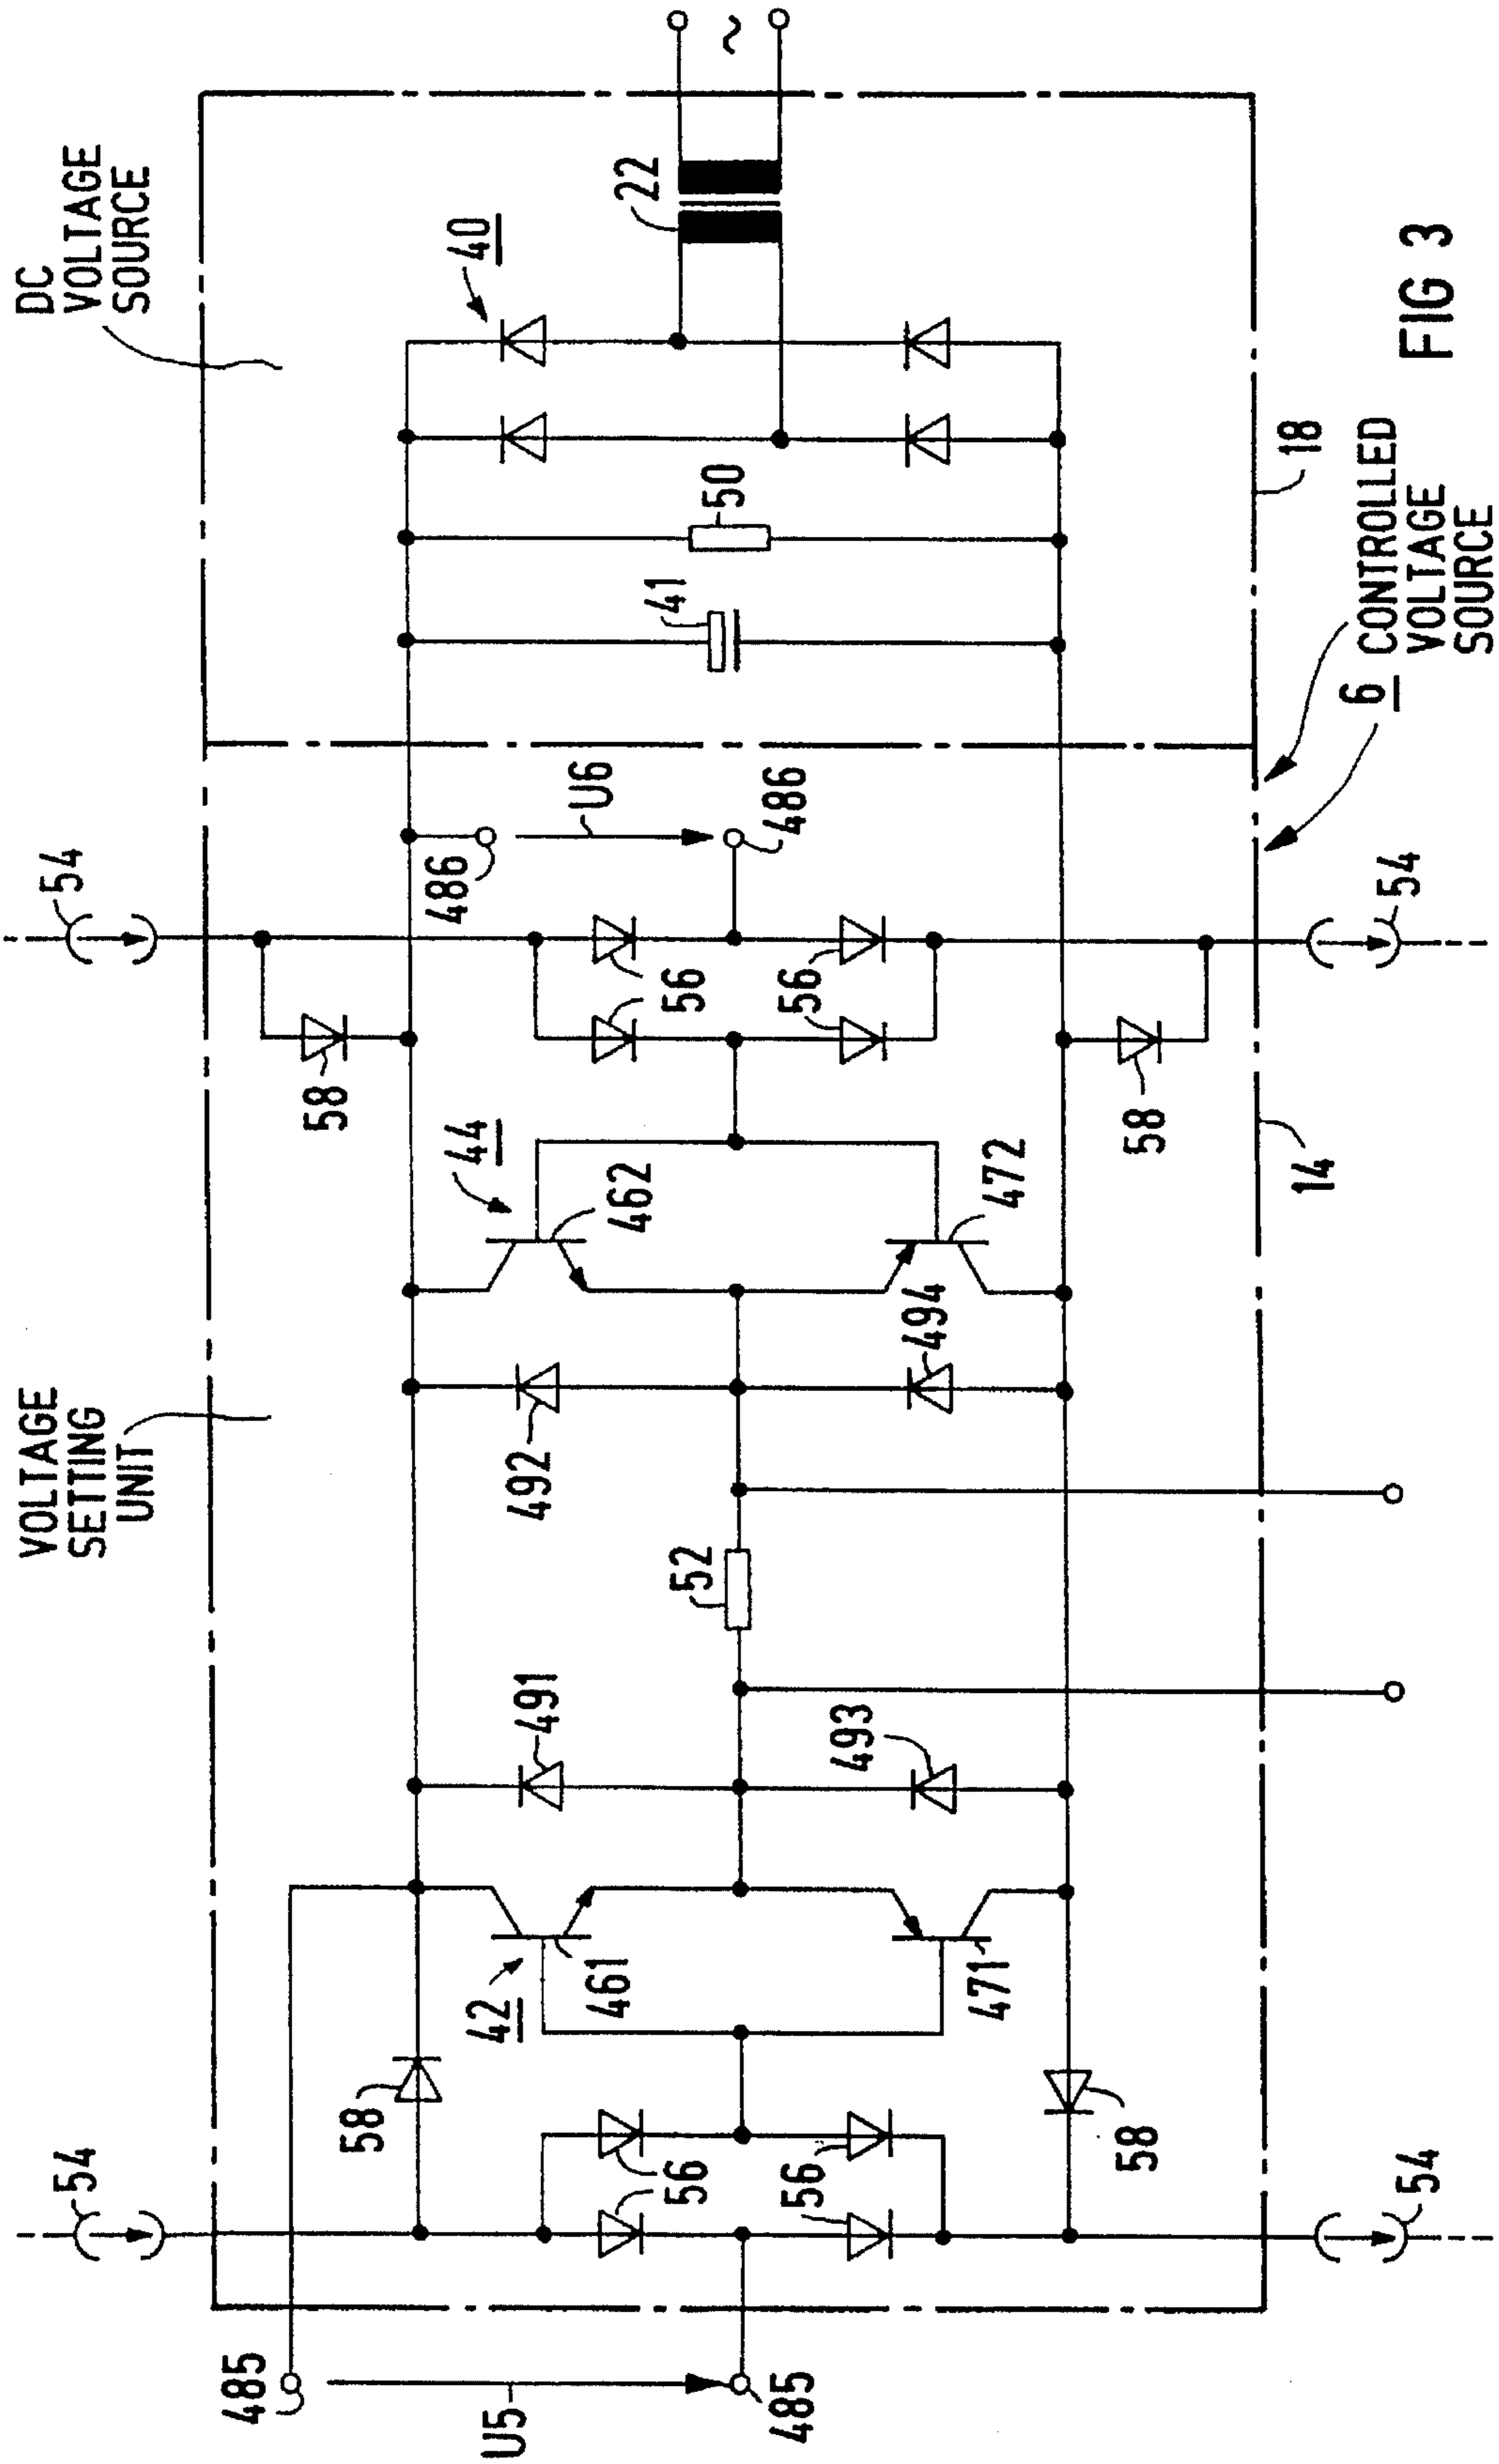 VOLTAGE
SETTING
UNIT
DC
VOLTAGE
SOURCE
54
54
485
58
58
486
44
40
42
U5
492
491
U6
461
462
22
41
56
56
52
50
~
485
486
56
56
493
494
471
472
58
58
14
18
6
CONTROLLED
VOLTAGE
SOURCE
54
54
FIG 3